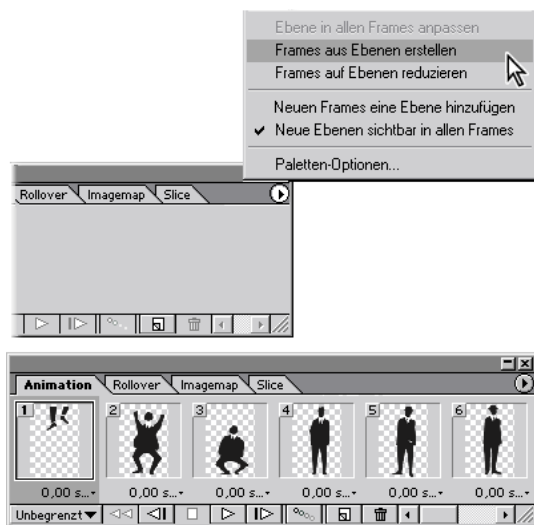 Ebene in allen Frames anpassen
Frames aus Ebenen erstellen
Frames auf Ebenen reduzieren
Neuen Frames eine Ebene hinzufügen
✔ Neue Ebenen sichtbar in allen Frames
Paletten-Optionen...
Rollover Imagemap Slice
Animation Rollover Imagemap Slice
1 2 3 4 5 6
0,00 s... 0,00 s... 0,00 s... 0,00 s... 0,00 s... 0,00 s...
Unbegrenzt